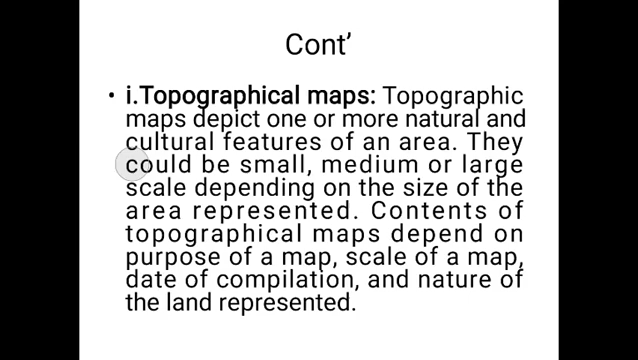 Cont’
• i.Topographical maps: Topographic
maps depict one or more natural and
cultural features of an area. They
could be small, medium or large
scale depending on the size of the
area represented. Contents of
topographical maps depend on
purpose of a map, scale of a map,
date of compilation, and nature of
the land represented.